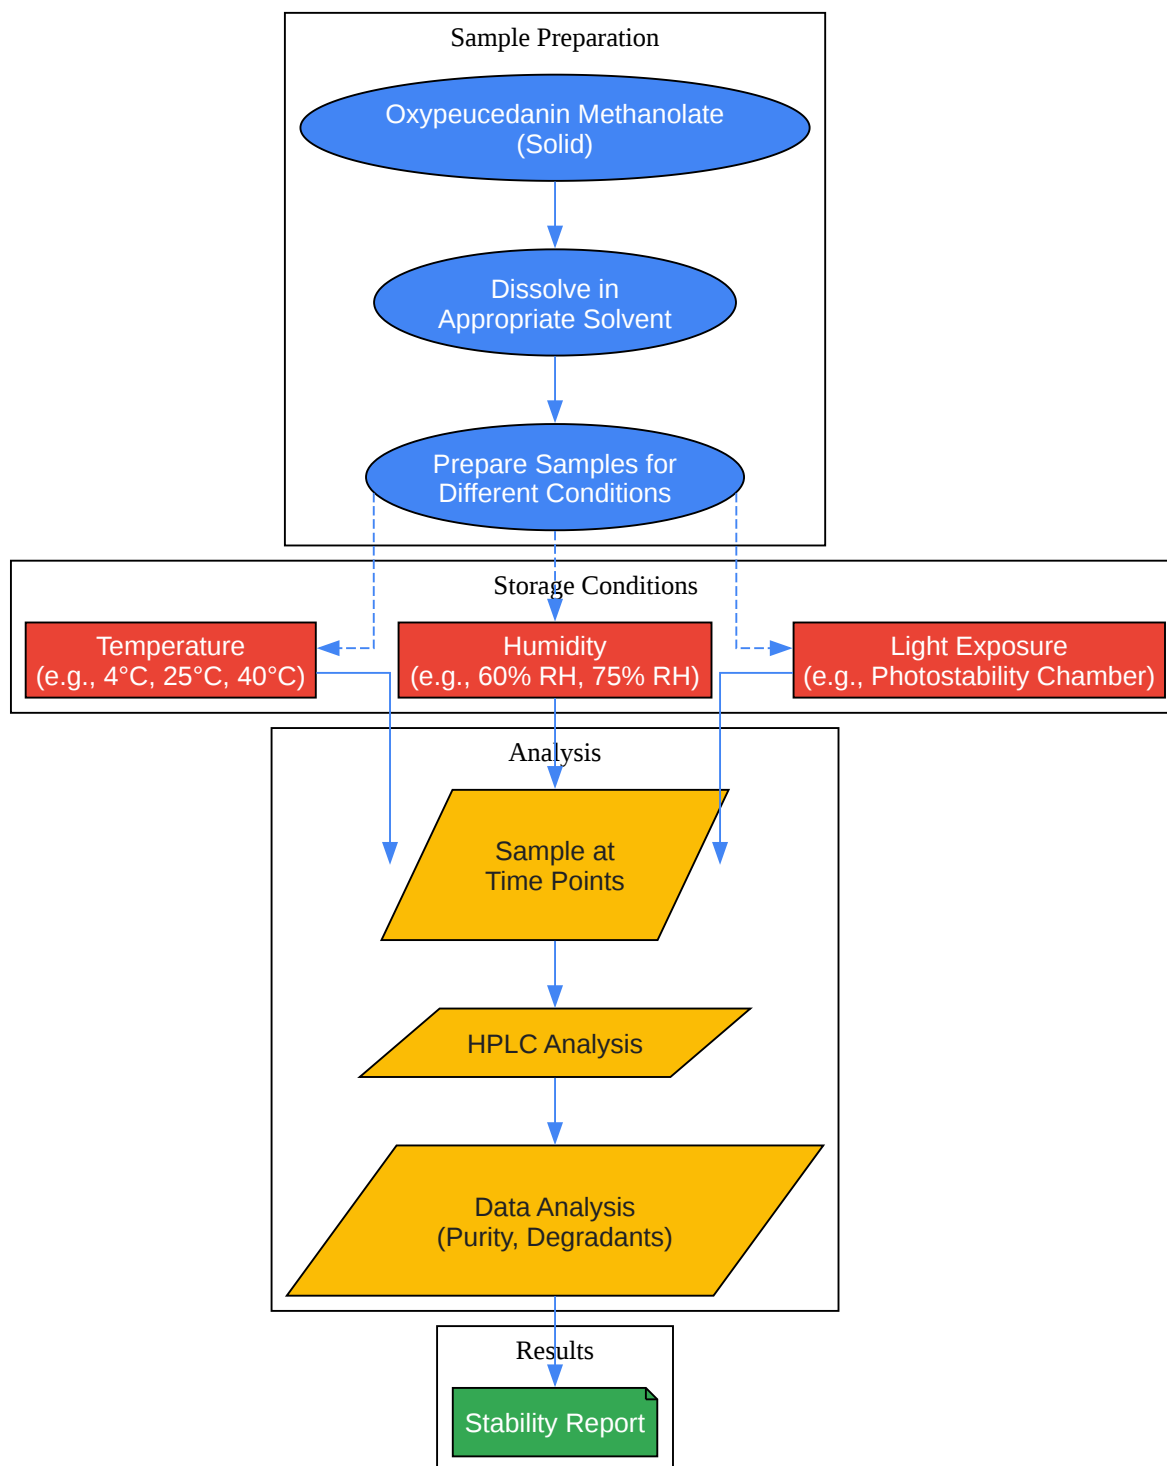 Sample Preparation
Oxypeucedanin Methanolate
(Solid)
Dissolve in
Appropriate Solvent
Prepare Samples for
Different Conditions
Storage Conditions
Temperature
(e.g., 4°C, 25°C, 40°C)
Humidity
(e.g., 60% RH, 75% RH)
Light Exposure
(e.g., Photostability Chamber)
Analysis
Sample at
Time Points
HPLC Analysis
Data Analysis
(Purity, Degradants)
Results
Stability Report